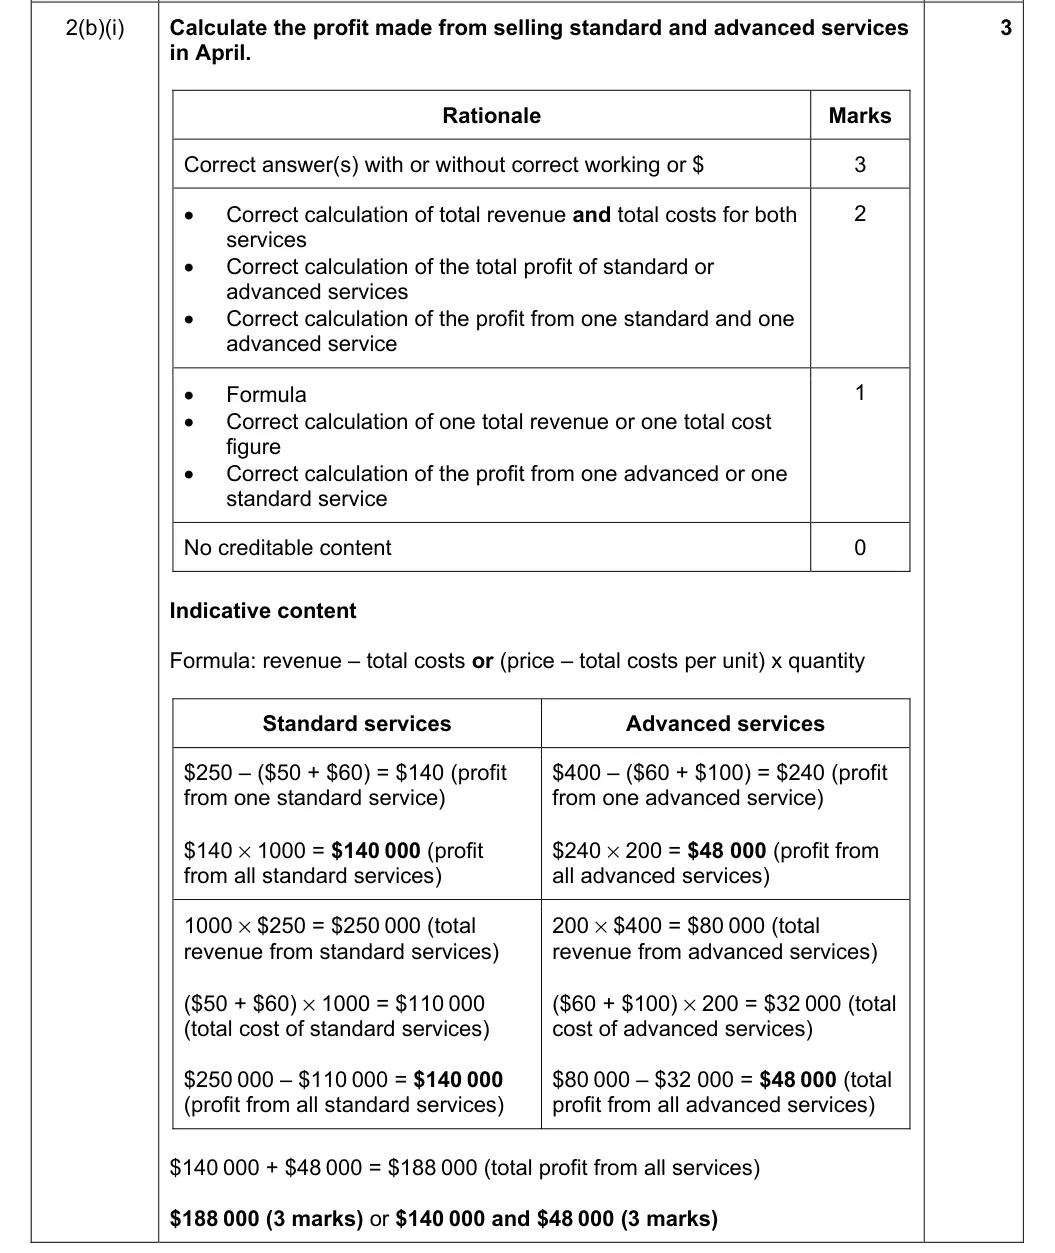 2(b)(i) Calculate the profit made from selling standard and advanced services 3
in April.
Rationale Marks
Correct answer(s) with or without correct working or $ 3
• Correct calculation of total revenue and total costs for both 2
services
• Correct calculation of the total profit of standard or
advanced services
• Correct calculation of the profit from one standard and one
advanced service
• Formula 1
• Correct calculation of one total revenue or one total cost
figure
• Correct calculation of the profit from one advanced or one
standard service
No creditable content 0
Indicative content
Formula: revenue – total costs or (price – total costs per unit) x quantity
Standard services Advanced services
$250 – ($50 + $60) = $140 (profit
from one standard service)
$140 × 1000 = $140 000 (profit
from all standard services)
$400 – ($60 + $100) = $240 (profit
from one advanced service)
$240 × 200 = $48 000 (profit from
all advanced services)
1000 × $250 = $250 000 (total
revenue from standard services)
($50 + $60) × 1000 = $110 000
(total cost of standard services)
$250 000 – $110 000 = $140 000
(profit from all standard services)
200 × $400 = $80 000 (total
revenue from advanced services)
($60 + $100) × 200 = $32 000 (total
cost of advanced services)
$80 000 – $32 000 = $48 000 (total
profit from all advanced services)
$140 000 + $48 000 = $188 000 (total profit from all services)
$188 000 (3 marks) or $140 000 and $48 000 (3 marks)